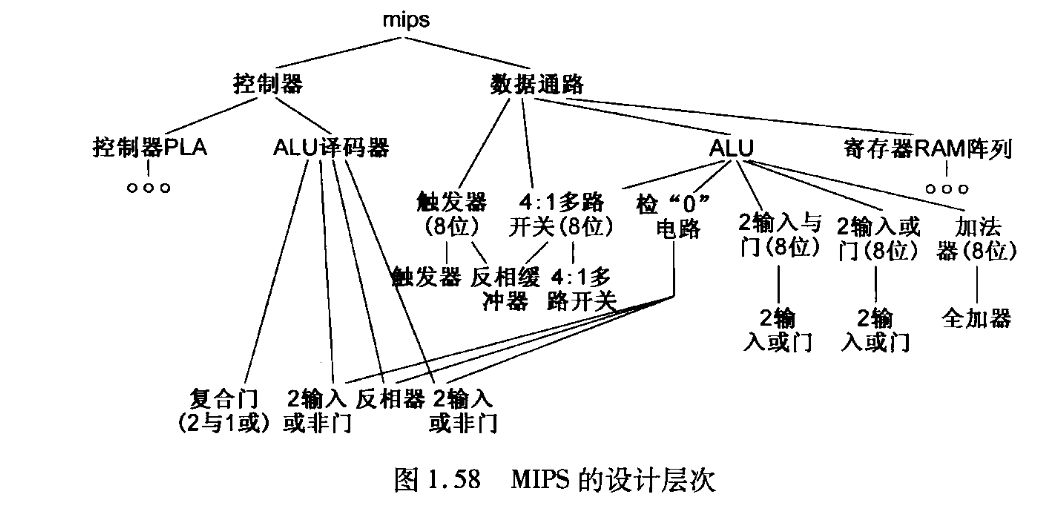 mips
控制器 数据通路
控制器PLA ALU译码器 ALU 寄存器RAM阵列
触发器 4:1多路 检“0” 2输入与 2输入或 加法
(8位) 开关(8位) 电路 门(8位) 门(8位) 器(8位)
触发器 反相缓 4:1多
冲器 路开关
2输 2输 全加器
入或门 入或门
复合门 2输入 反相器 2输入
(2与1或) 或非门 或非门
图1.58 MIPS的设计层次